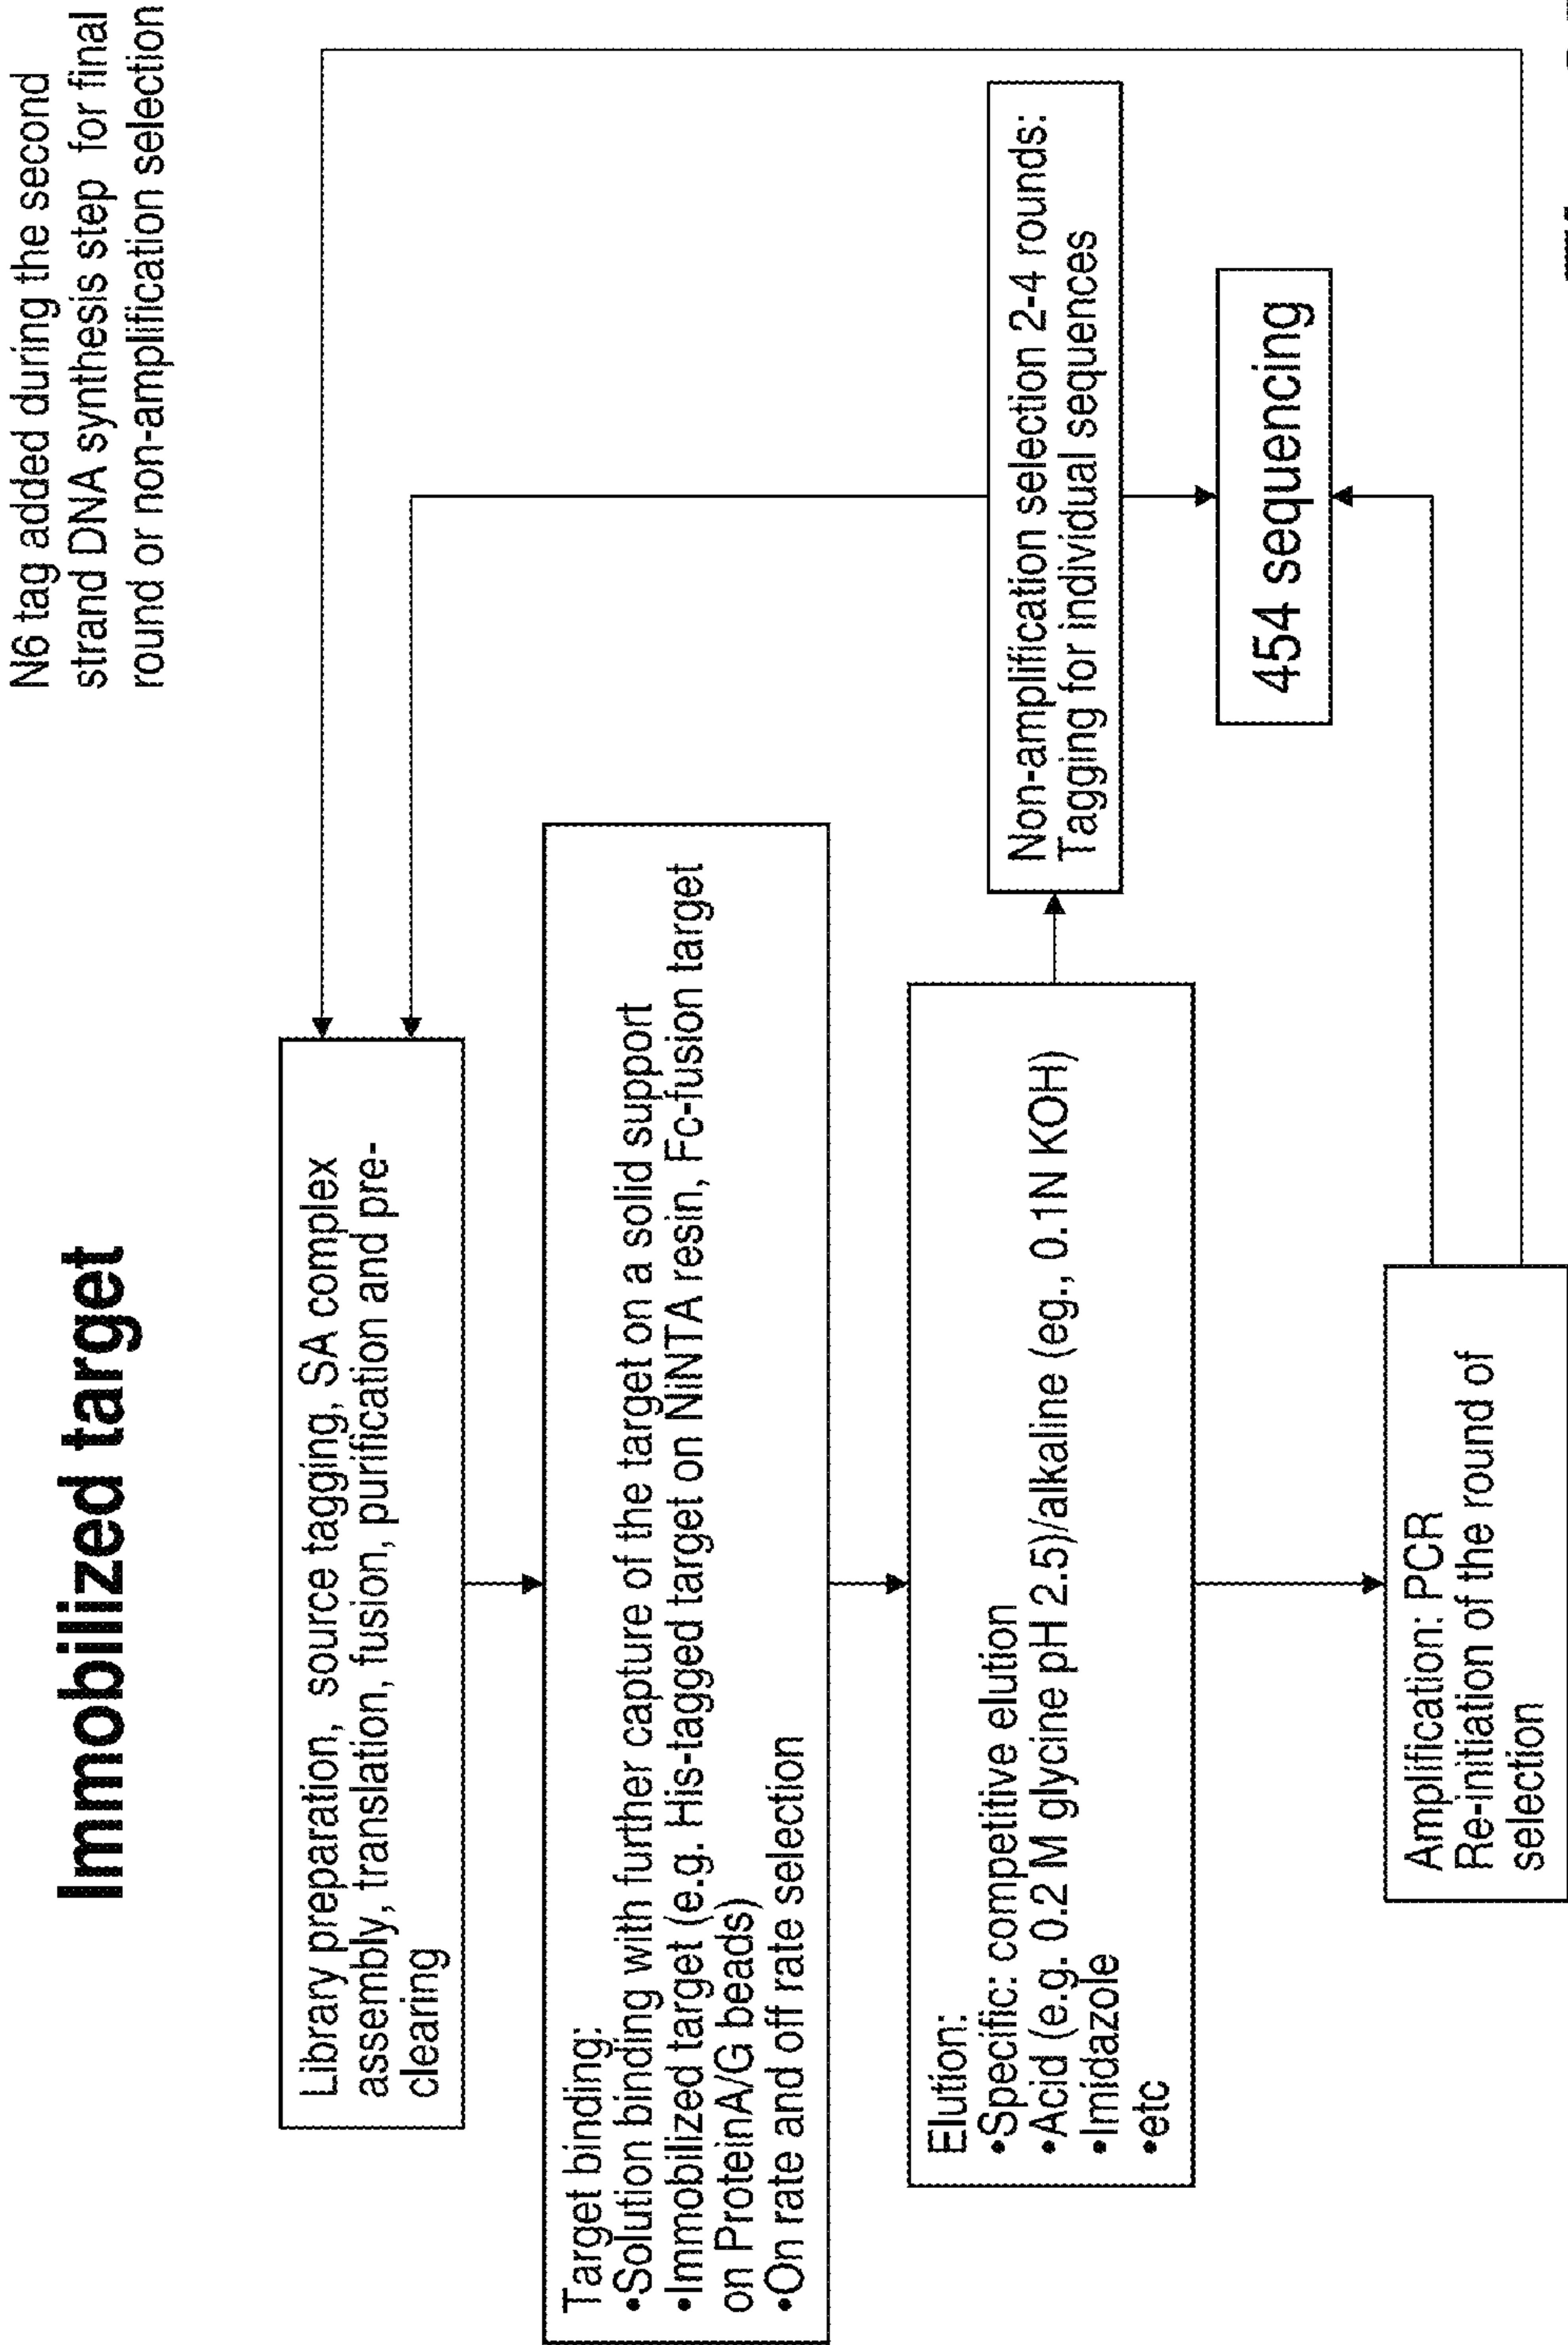 Immobilized target
N6 tag added during the second
strand DNA synthesis step for final
round or non-amplification selection
Library preparation, source tagging, SA complex
assembly, translation, fusion, purification and pre-
clearing
Target binding:
•Solution binding with further capture of the target on a solid support
•Immobilized target (e.g. His-tagged target on NiNTA resin, Fc-fusion target
on ProteinA/G beads)
•On rate and off rate selection
Elution:
•Specific: competitive elution
•Acid (e.g. 0.2 M glycine pH 2.5)/alkaline (eg., 0.1N KOH)
•Imidazole
•etc
Non-amplification selection 2-4 rounds:
Tagging for individual sequences
454 sequencing
Amplification: PCR
Re-initiation of the round of
selection